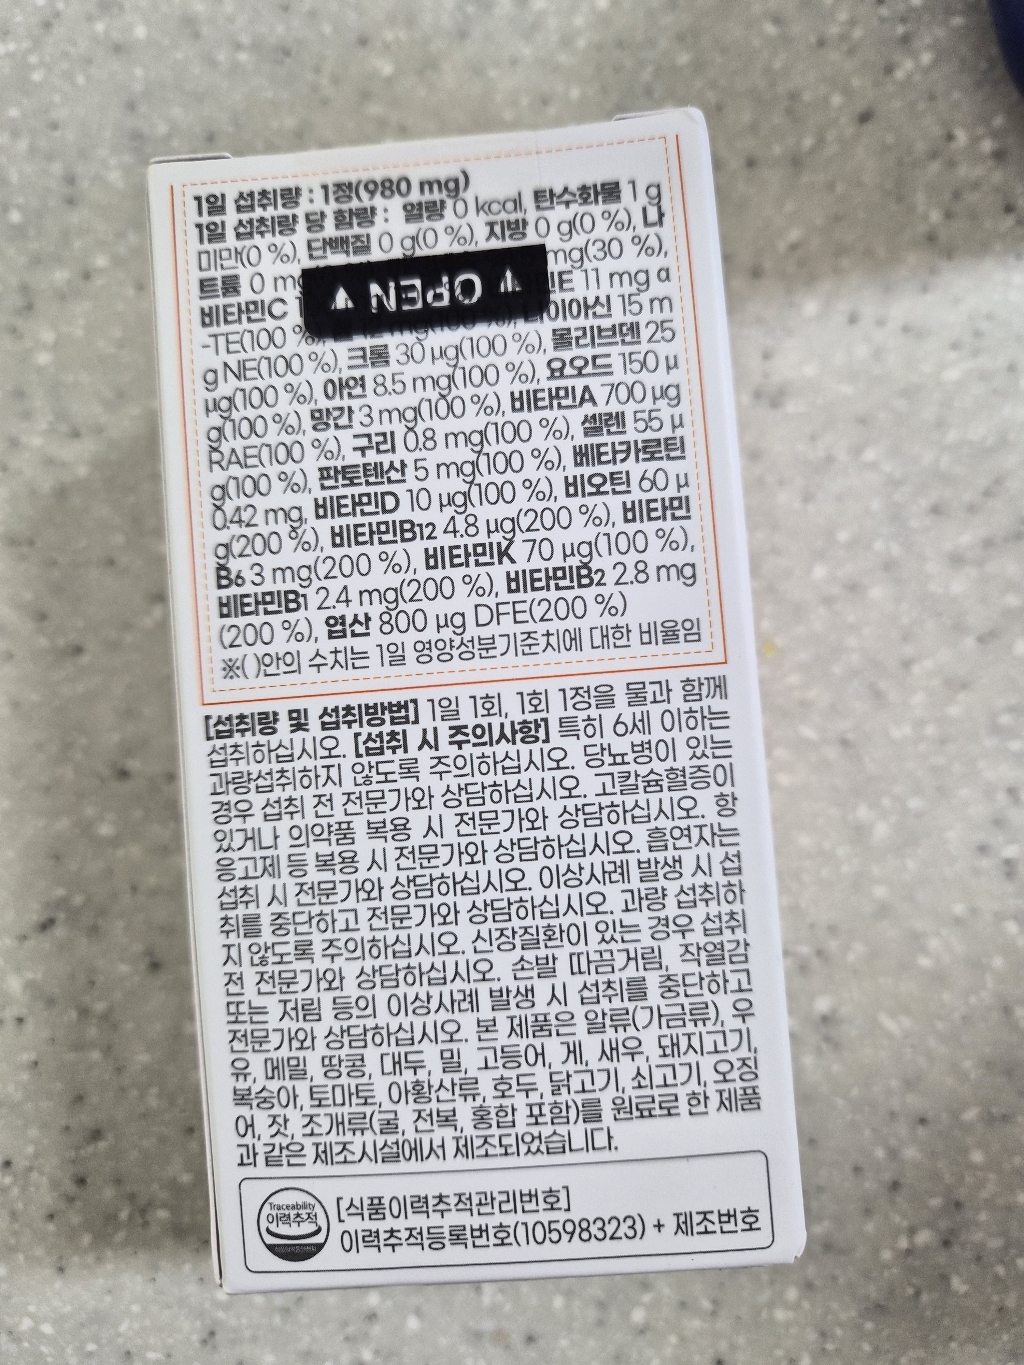 1일 섭취량 : 1정(980 mg)
1일 섭취량 당 함량 : 열량 0 kcal, 탄수화물 1 g
미만(0 %), 단백질 0 g(0 %), 지방 0 g(0 %), 나
트륨 0 mg mg(30 %),
비타민C E 11 mg α
-TE(100 %), 12 mg(100 %), 나이아신 15 m
g NE(100 %), 크롬 30 μg(100 %), 몰리브덴 25
μg(100 %), 아연 8.5 mg(100 %), 요오드 150 μ
g(100 %), 망간 3 mg(100 %), 비타민A 700 μg
RAE(100 %), 구리 0.8 mg(100 %), 셀렌 55 μ
g(100 %), 판토텐산 5 mg(100 %), 베타카로틴
0.42 mg, 비타민D 10 μg(100 %), 비오틴 60 μ
g(200 %), 비타민B12 4.8 μg(200 %), 비타민
B6 3 mg(200 %), 비타민K 70 μg(100 %),
비타민B1 2.4 mg(200 %), 비타민B2 2.8 mg
(200 %), 엽산 800 μg DFE(200 %)
※( )안의 수치는 1일 영양성분기준치에 대한 비율임
▼ OPEN ▼
[섭취량 및 섭취방법] 1일 1회, 1회 1정을 물과 함께
섭취하십시오. [섭취 시 주의사항] 특히 6세 이하는
과량섭취하지 않도록 주의하십시오. 당뇨병이 있는
경우 섭취 전 전문가와 상담하십시오. 고칼슘혈증이
있거나 의약품 복용 시 전문가와 상담하십시오. 항
응고제 등 복용 시 전문가와 상담하십시오. 흡연자는
섭취 시 전문가와 상담하십시오. 이상사례 발생 시 섭
취를 중단하고 전문가와 상담하십시오. 과량 섭취하
지 않도록 주의하십시오. 신장질환이 있는 경우 섭취
전 전문가와 상담하십시오. 손발 따끔거림, 작열감
또는 저림 등의 이상사례 발생 시 섭취를 중단하고
전문가와 상담하십시오. 본 제품은 알류(가금류), 우
유, 메밀, 땅콩, 대두, 밀, 고등어, 게, 새우, 돼지고기,
복숭아, 토마토, 아황산류, 호두, 닭고기, 쇠고기, 오징
어, 잣, 조개류(굴, 전복, 홍합 포함)를 원료로 한 제품
과 같은 제조시설에서 제조되었습니다.
Traceability
이력추적
[식품이력추적관리번호]
이력추적등록번호(10598323) + 제조번호